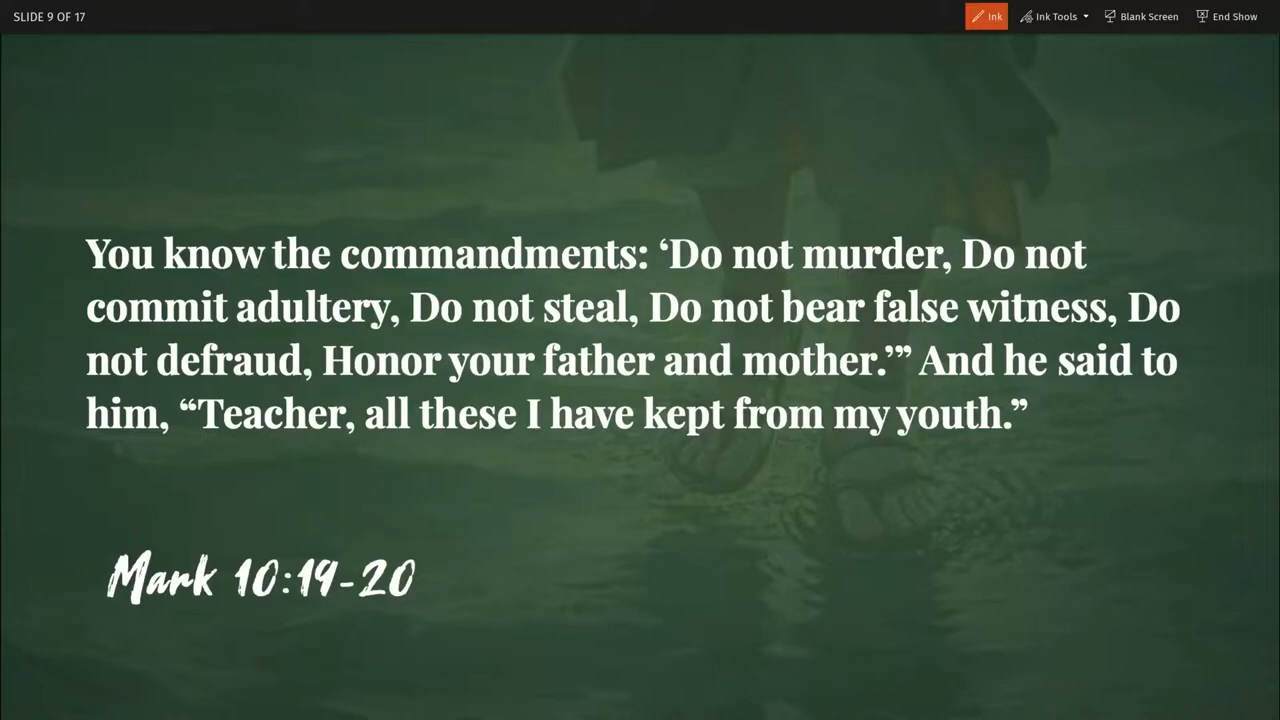 SLIDE 9 OF 17
Ink
Ink Tools
Blank Screen
End Show
You know the commandments: ‘Do not murder, Do not
commit adultery, Do not steal, Do not bear false witness, Do
not defraud, Honor your father and mother.’” And he said to
him, “Teacher, all these I have kept from my youth.”
Mark 10:19-20